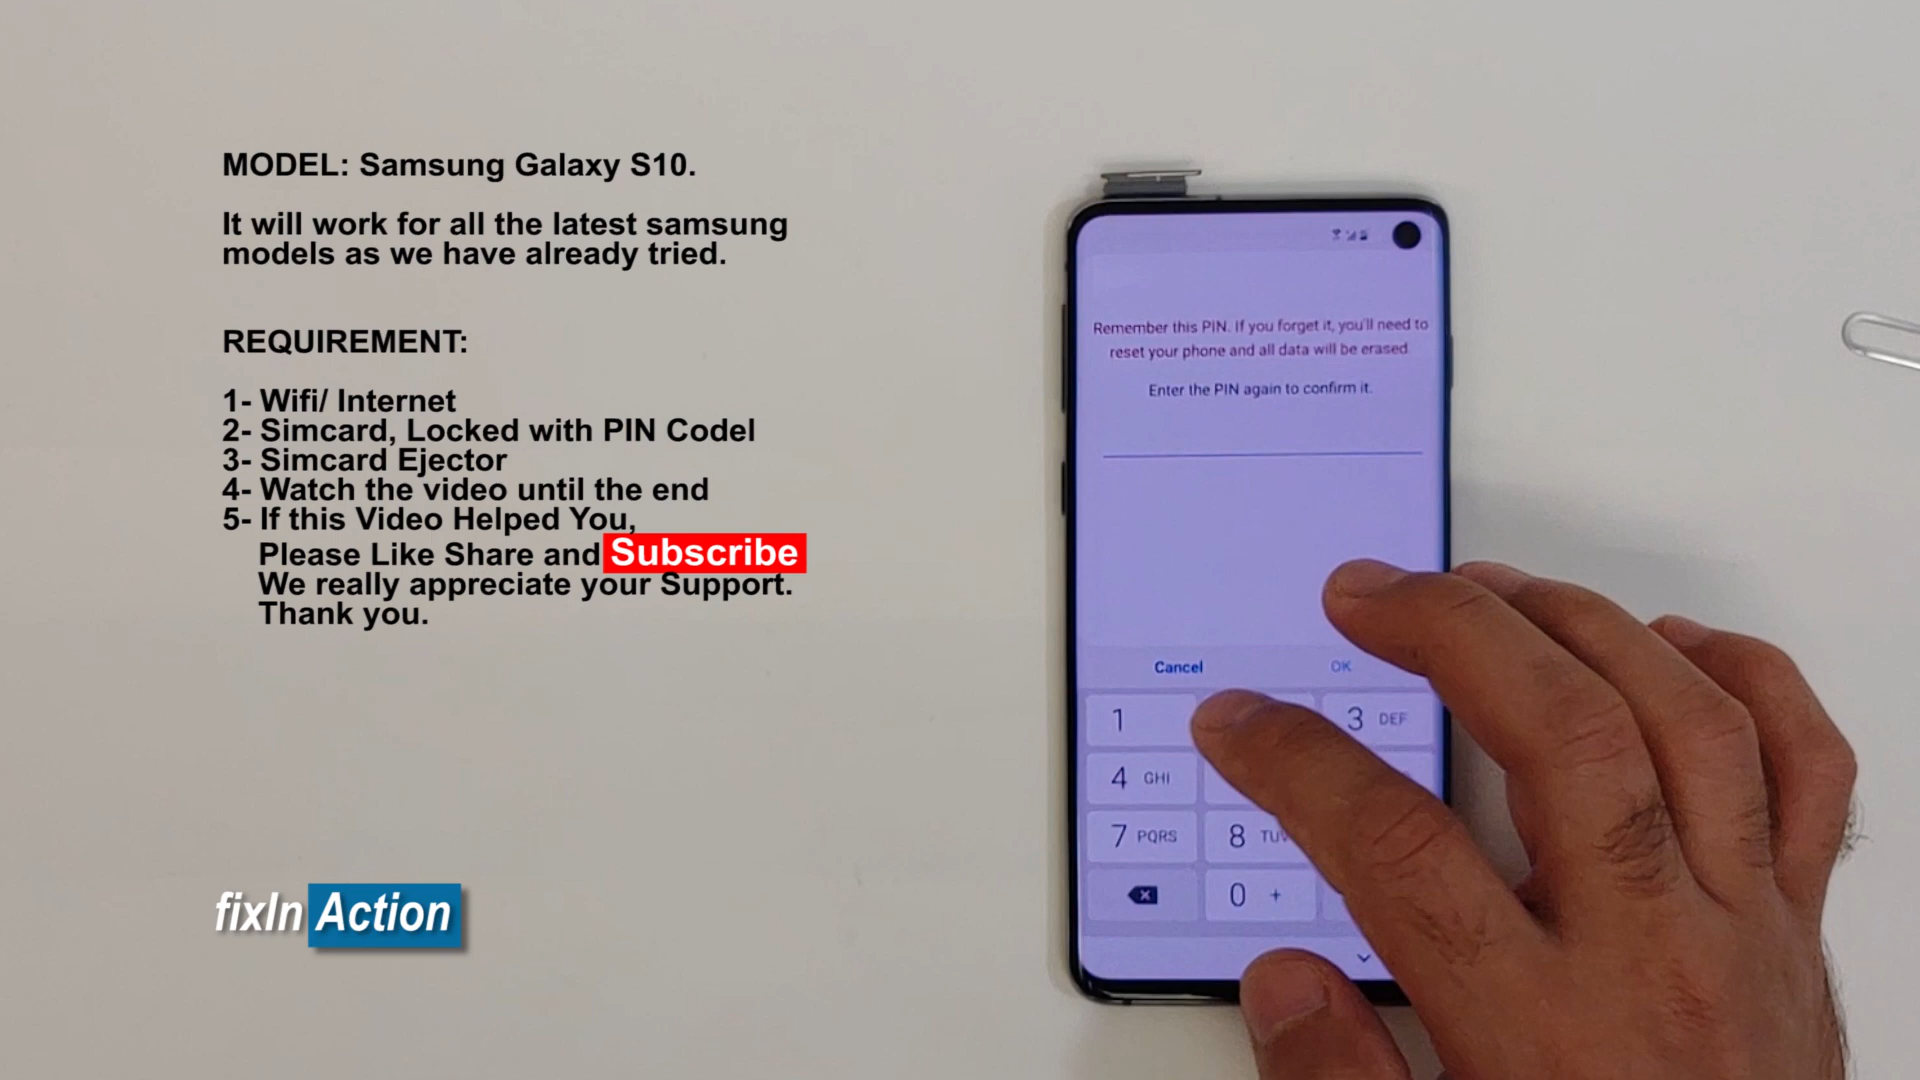 MODEL: Samsung Galaxy S10.
It will work for all the latest samsung
models as we have already tried.
REQUIREMENT:
1- Wifi/ Internet
2- Simcard, Locked with PIN Codel
3- Simcard Ejector
4- Watch the video until the end
5- If this Video Helped You,
Please Like Share and Subscribe
We really appreciate your Support.
Thank you.
fixIn Action
Remember this PIN. If you forget it, you'll need to
reset your phone and all data will be erased.
Enter the PIN again to confirm it.
Cancel OK
1 3 DEF
4 GHI
7 PQRS 8 TUV
0 +